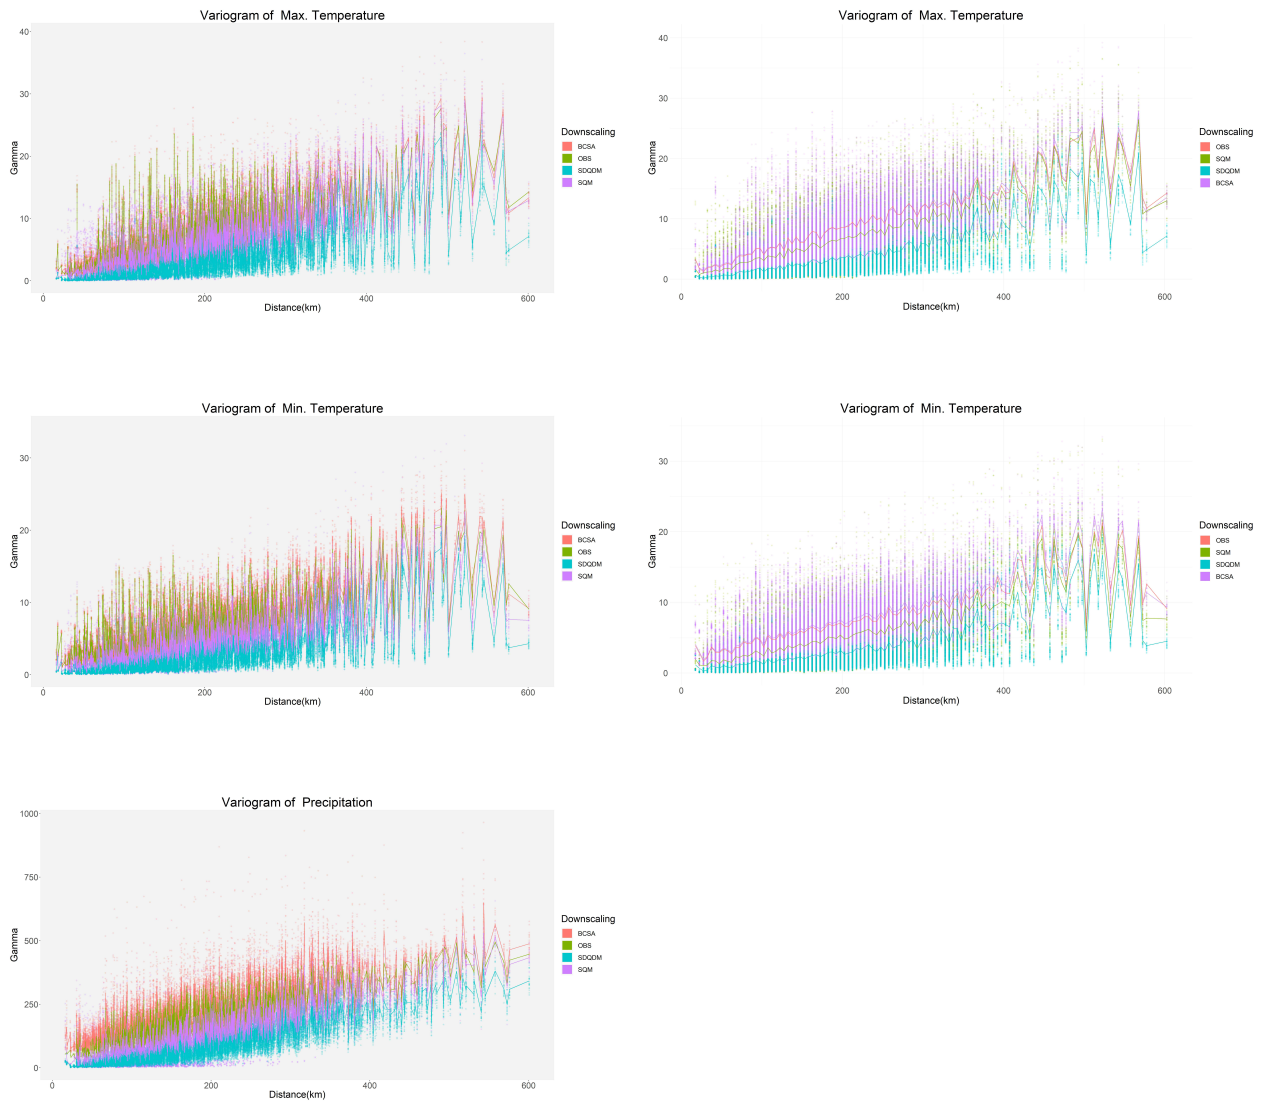 Variogram of  Max. Temperature
Gamma
40
30
20
10
0
0
200
400
600
Distance(km)
Downscaling
BCSA
OBS
SDQDM
SQM
Variogram of  Max. Temperature
Gamma
40
30
20
10
0
0
200
400
600
Distance(km)
Downscaling
OBS
SQM
SDQDM
BCSA
Variogram of  Min. Temperature
Gamma
30
20
10
0
0
200
400
600
Distance(km)
Downscaling
BCSA
OBS
SDQDM
SQM
Variogram of  Min. Temperature
Gamma
30
20
10
0
0
200
400
600
Distance(km)
Downscaling
OBS
SQM
SDQDM
BCSA
Variogram of  Precipitation
Gamma
1000
750
500
250
0
0
200
400
600
Distance(km)
Downscaling
BCSA
OBS
SDQDM
SQM